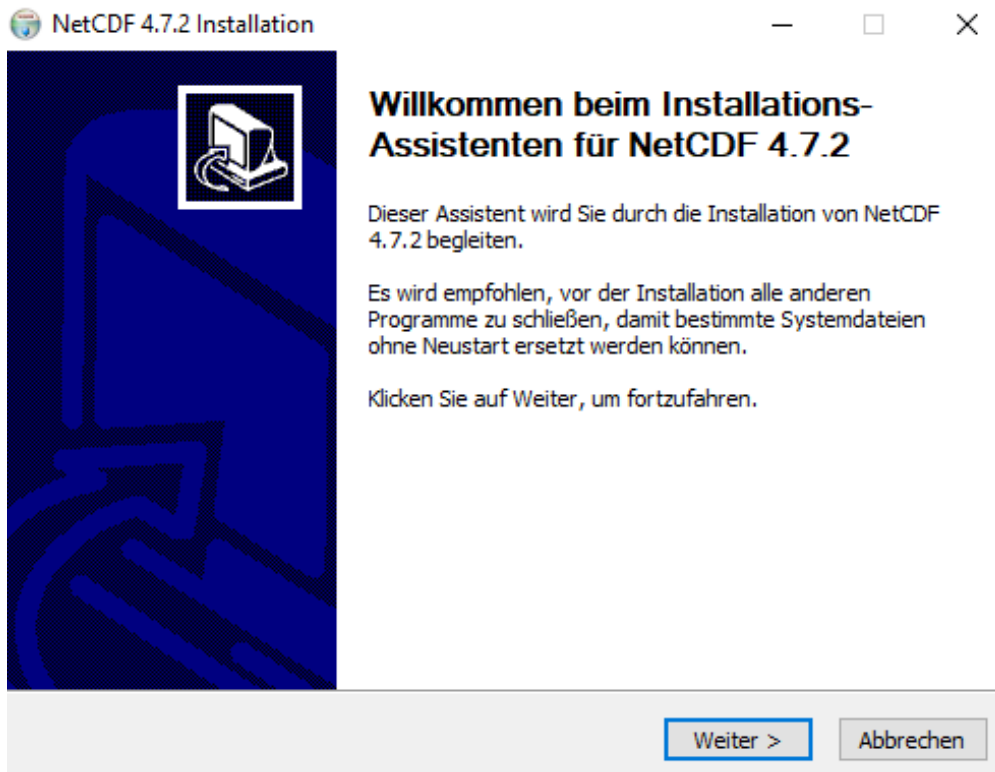 NetCDF 4.7.2 Installation
Willkommen beim Installations-
Assistenten für NetCDF 4.7.2
Dieser Assistent wird Sie durch die Installation von NetCDF
4.7.2 begleiten.
Es wird empfohlen, vor der Installation alle anderen
Programme zu schließen, damit bestimmte Systemdateien
ohne Neustart ersetzt werden können.
Klicken Sie auf Weiter, um fortzufahren.
Weiter >
Abbrechen